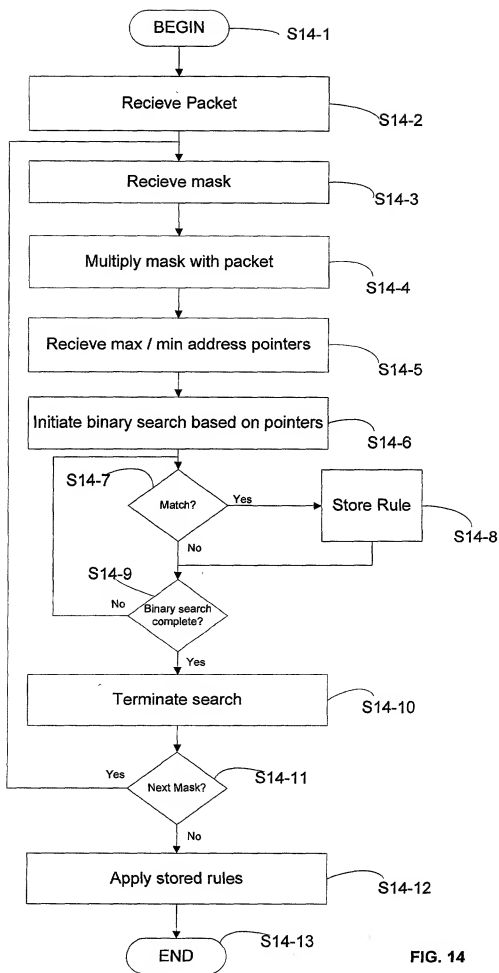 BEGIN
S14-1
Recieve Packet
S14-2
Recieve mask
S14-3
Multiply mask with packet
S14-4
Recieve max / min address pointers
S14-5
Initiate binary search based on pointers
S14-6
S14-7
Match?
Yes
Store Rule
S14-8
No
S14-9
No
Binary search
complete?
Yes
Terminate search
S14-10
Yes
Next Mask?
S14-11
No
Apply stored rules
S14-12
END
S14-13
FIG. 14